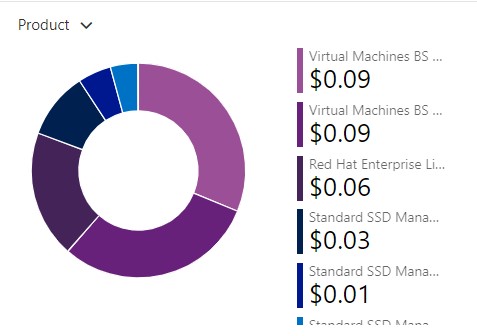 Product
Virtual Machines BS ...
$0.09
Virtual Machines BS ...
$0.09
Red Hat Enterprise Li...
$0.06
Standard SSD Mana...
$0.03
Standard SSD Mana...
$0.01
Standard SSD Mana...